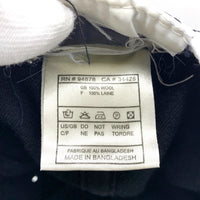 RN # 94878 CA # 34426
GB 100% WOOL
F 100% LAINE
US/GB DO NOT WRING
C/F NE PAS TORDRE
FABRIQUE AU BANGLADESH
MADE IN BANGLADESH